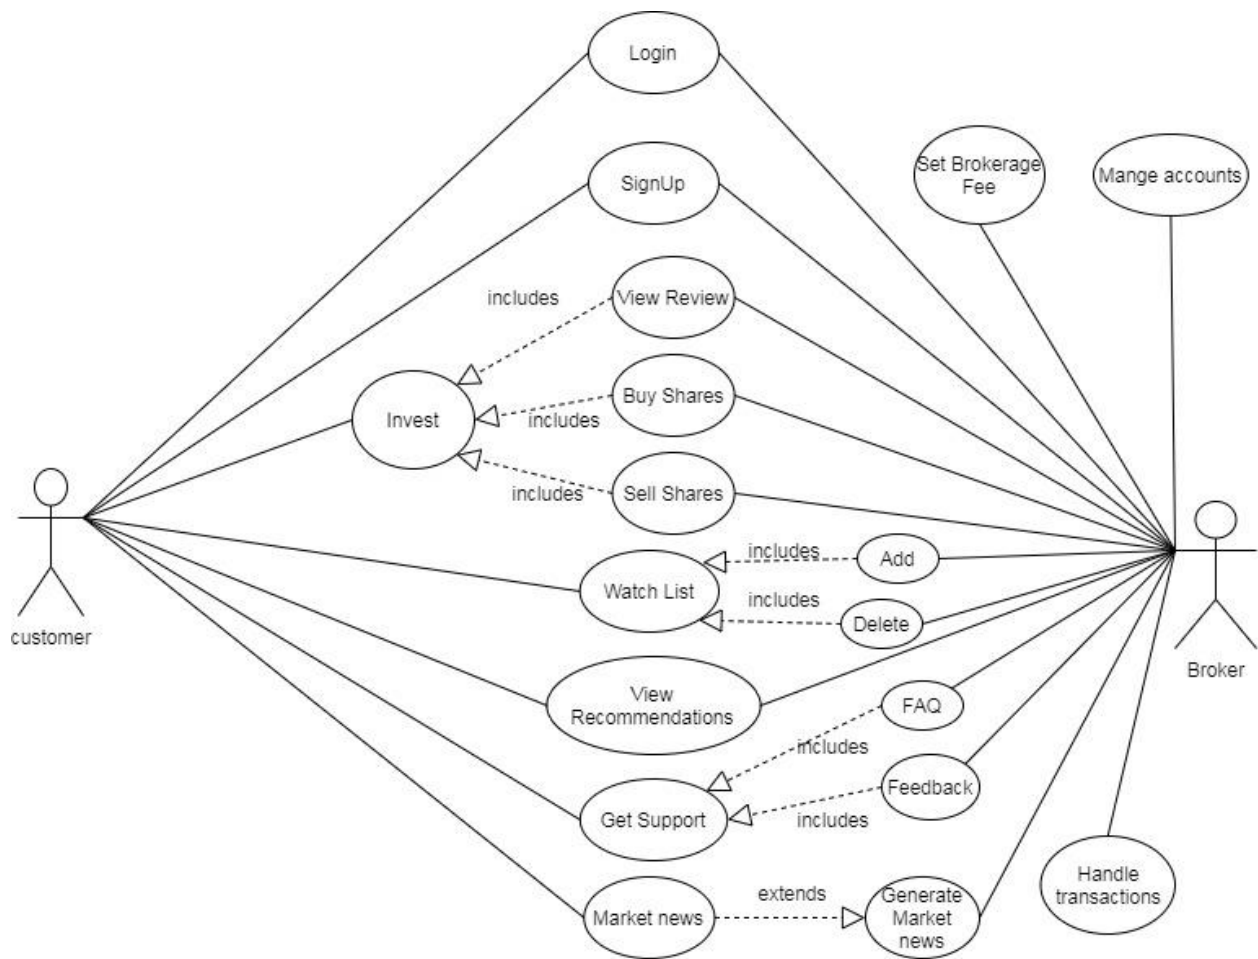 Login
Set Brokerage
Fee
Mange accounts
SignUp
includes
View Review
Invest
includes
Buy Shares
includes
Sell Shares
includes
Add
Watch List
includes
Delete
customer
Broker
View
Recommendations
FAQ
includes
Feedback
Get Support
includes
Handle
transactions
Market news
extends
Generate
Market
news